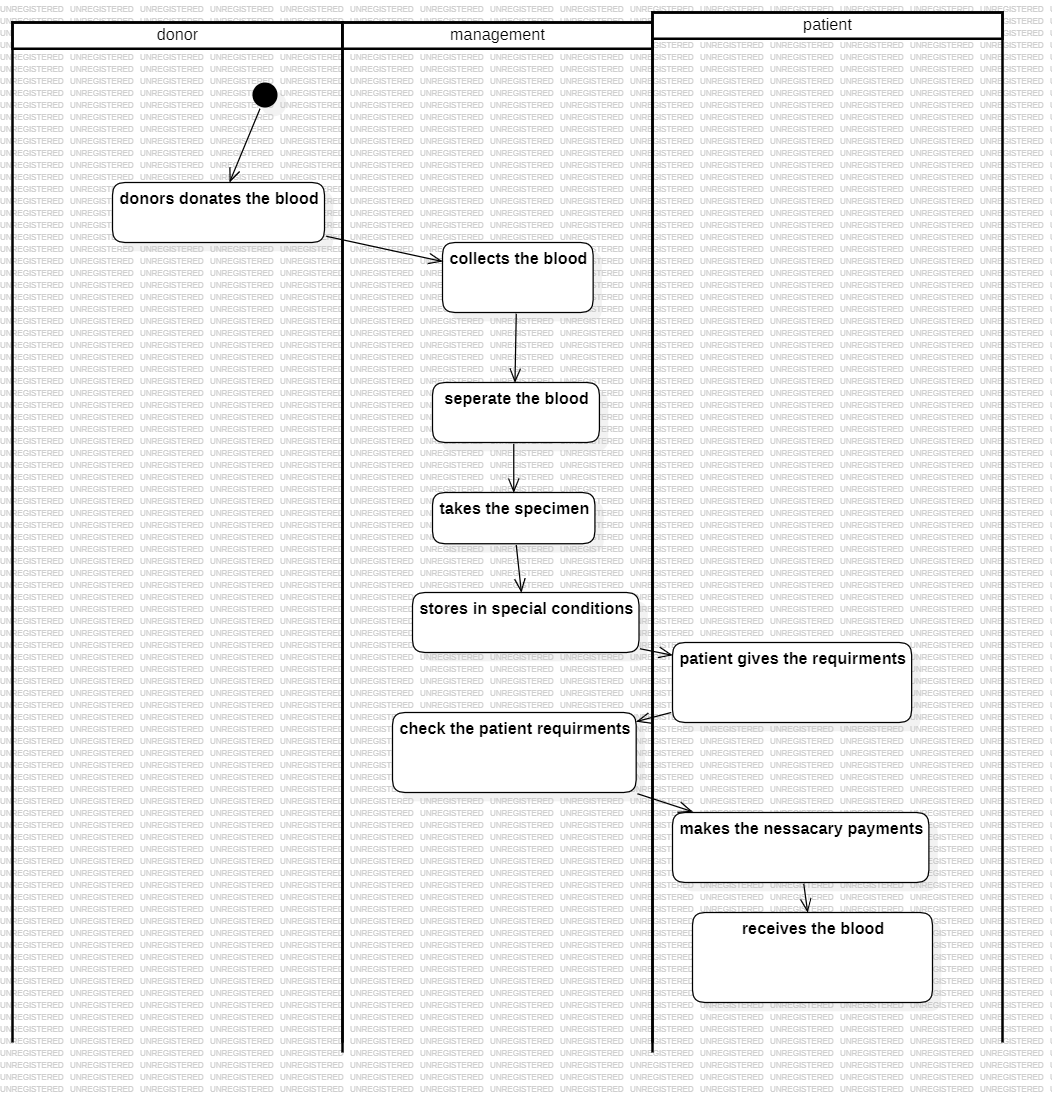 donor
management
patient
donors donates the blood
collects the blood
seperate the blood
takes the specimen
stores in special conditions
patient gives the requirments
check the patient requirments
makes the nessacary payments
receives the blood
UNREGISTERED